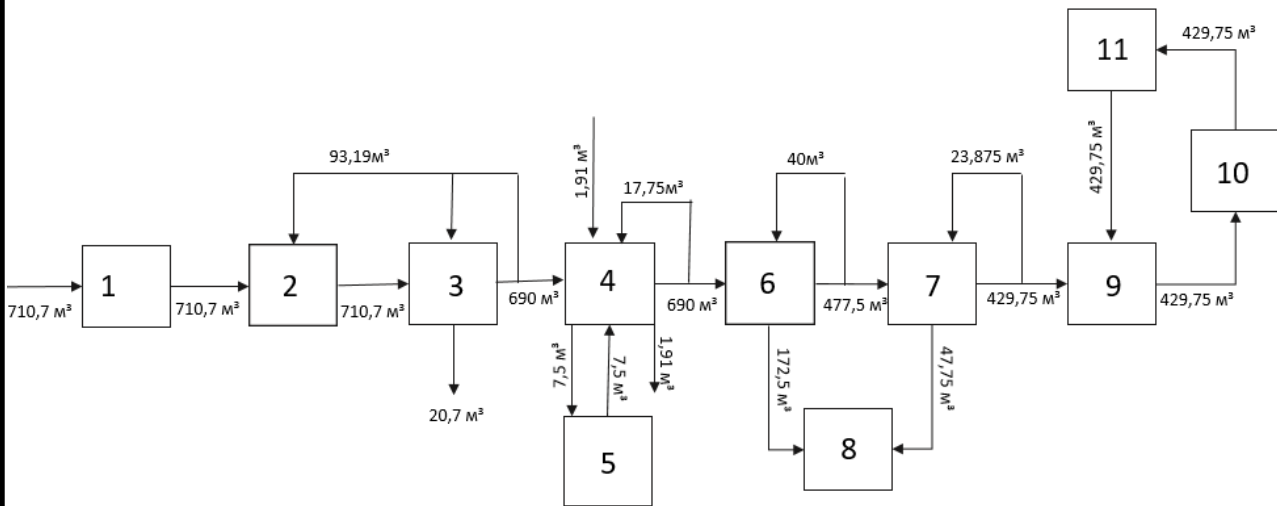 11
429,75 м³
429,75 м³
10
93,19м³
1,91 м³
17,75м³
40м³
23,875 м³
1
2
3
4
6
7
9
710,7 м³
710,7 м³
710,7 м³
690 м³
690 м³
477,5 м³
429,75 м³
429,75 м³
20,7 м³
7,5 м³
7,5 м³
1,91 м³
172,5 м³
47,75 м³
5
8